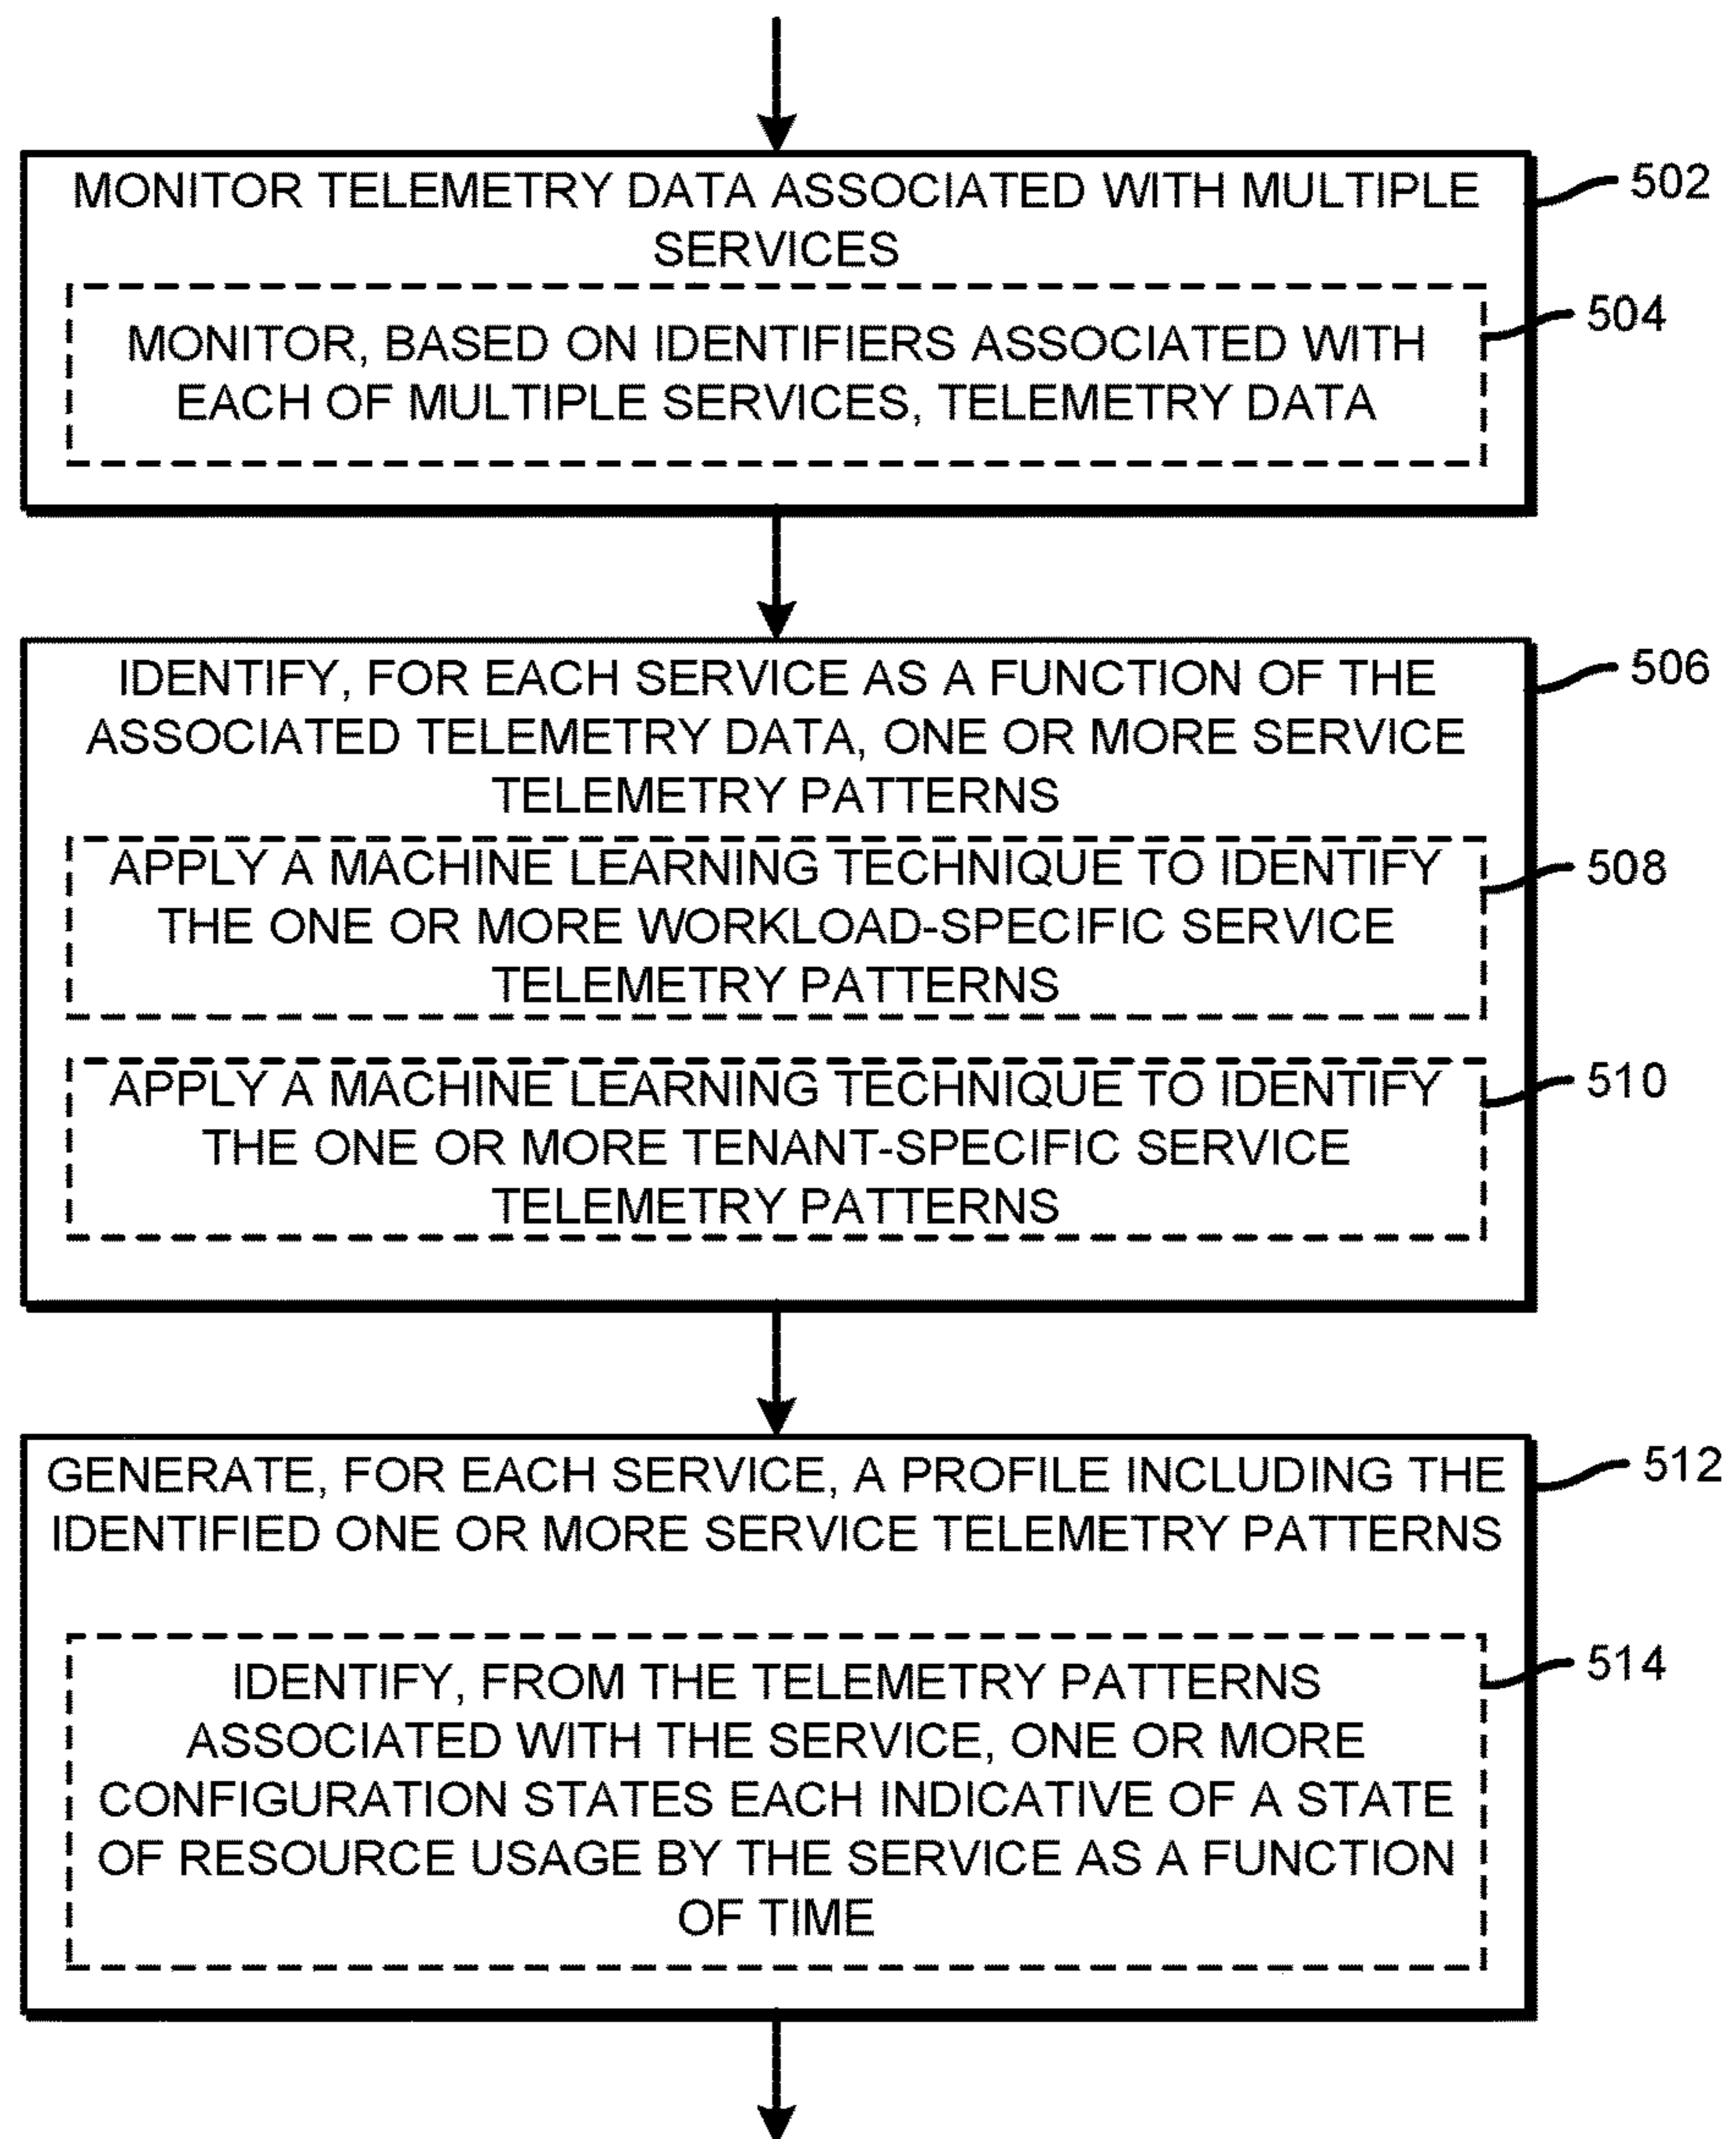 MONITOR TELEMETRY DATA ASSOCIATED WITH MULTIPLE
SERVICES
502
MONITOR, BASED ON IDENTIFIERS ASSOCIATED WITH
EACH OF MULTIPLE SERVICES, TELEMETRY DATA
504
IDENTIFY, FOR EACH SERVICE AS A FUNCTION OF THE
ASSOCIATED TELEMETRY DATA, ONE OR MORE SERVICE
TELEMETRY PATTERNS
506
APPLY A MACHINE LEARNING TECHNIQUE TO IDENTIFY
THE ONE OR MORE WORKLOAD-SPECIFIC SERVICE
TELEMETRY PATTERNS
508
APPLY A MACHINE LEARNING TECHNIQUE TO IDENTIFY
THE ONE OR MORE TENANT-SPECIFIC SERVICE
TELEMETRY PATTERNS
510
GENERATE, FOR EACH SERVICE, A PROFILE INCLUDING THE
IDENTIFIED ONE OR MORE SERVICE TELEMETRY PATTERNS
512
IDENTIFY, FROM THE TELEMETRY PATTERNS
ASSOCIATED WITH THE SERVICE, ONE OR MORE
CONFIGURATION STATES EACH INDICATIVE OF A STATE
OF RESOURCE USAGE BY THE SERVICE AS A FUNCTION
OF TIME
514